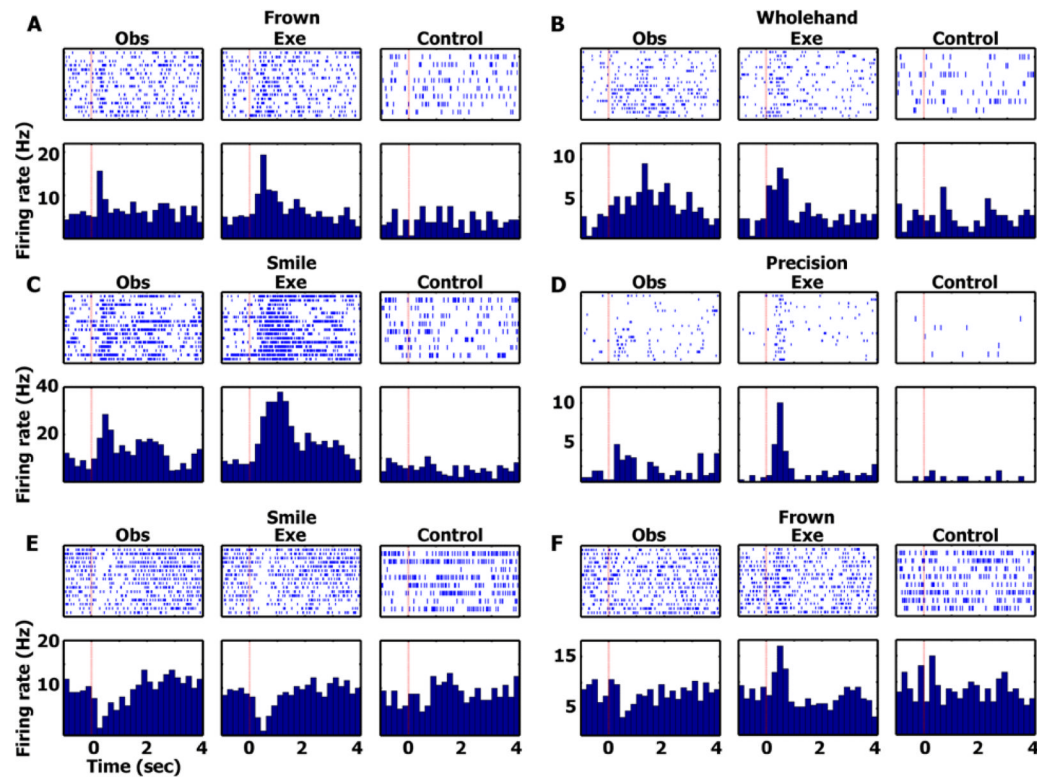 A Frown B Wholehand
Obs Exe Control Obs Exe Control
Firing rate (Hz)
20
10
10
5
C Smile D Precision
Obs Exe Control Obs Exe Control
Firing rate (Hz)
40
20
10
5
E Smile F Frown
Obs Exe Control Obs Exe Control
Firing rate (Hz)
20
10
15
5
0 2 4 0 2 4 0 2 4 0 2 4 0 2 4 0 2 4
Time (sec)